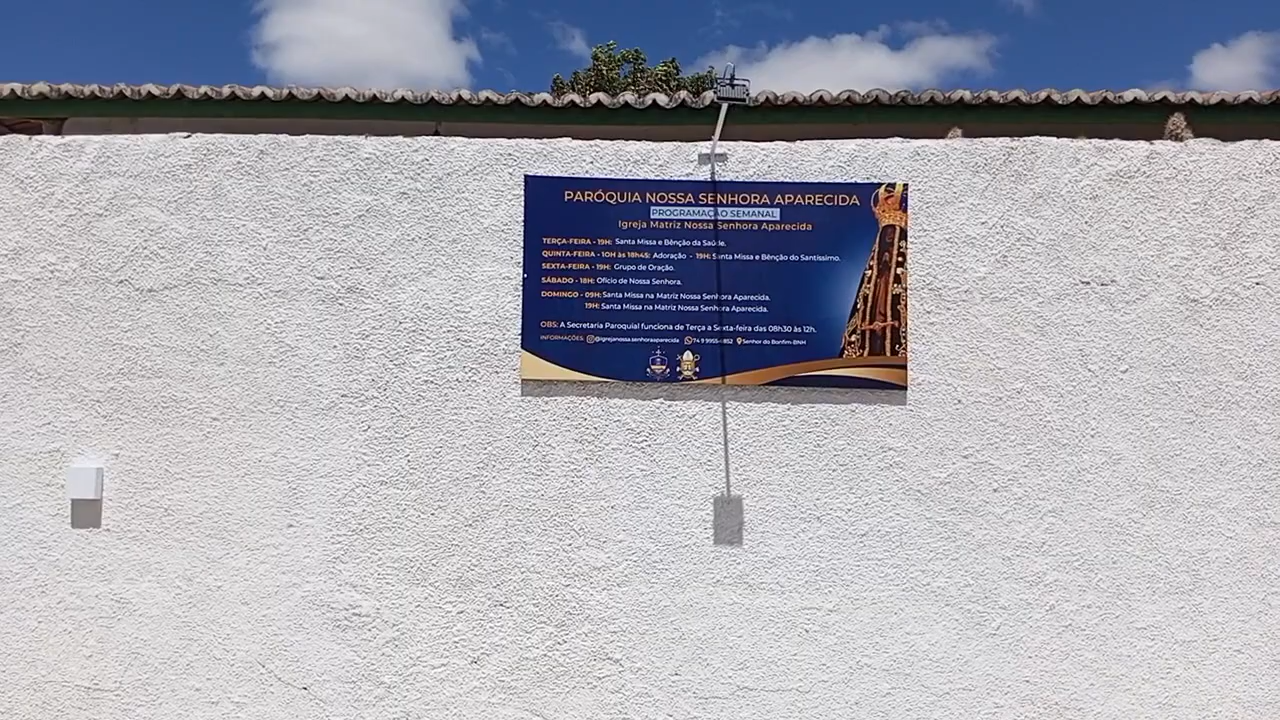 PARÓQUIA NOSSA SENHORA APARECIDA
PROGRAMAÇÃO SEMANAL
Igreja Matriz Nossa Senhora Aparecida
TERÇA-FEIRA - 19H: Santa Missa e Bênção da Saúde.
QUINTA-FEIRA - 10H às 18h45: Adoração - 19H: Santa Missa e Bênção do Santíssimo.
SEXTA-FEIRA - 19H: Grupo de Oração.
SÁBADO - 18H: Ofício de Nossa Senhora.
DOMINGO - 09H: Santa Missa na Matriz Nossa Senhora Aparecida.
19H: Santa Missa na Matriz Nossa Senhora Aparecida.
OBS: A Secretaria Paroquial funciona de Terça a Sexta-feira das 08h30 às 12h.
INFORMAÇÕES: @igrejanossa.senhoraaparecida 74 9 Senhor do Bonfim-BNH